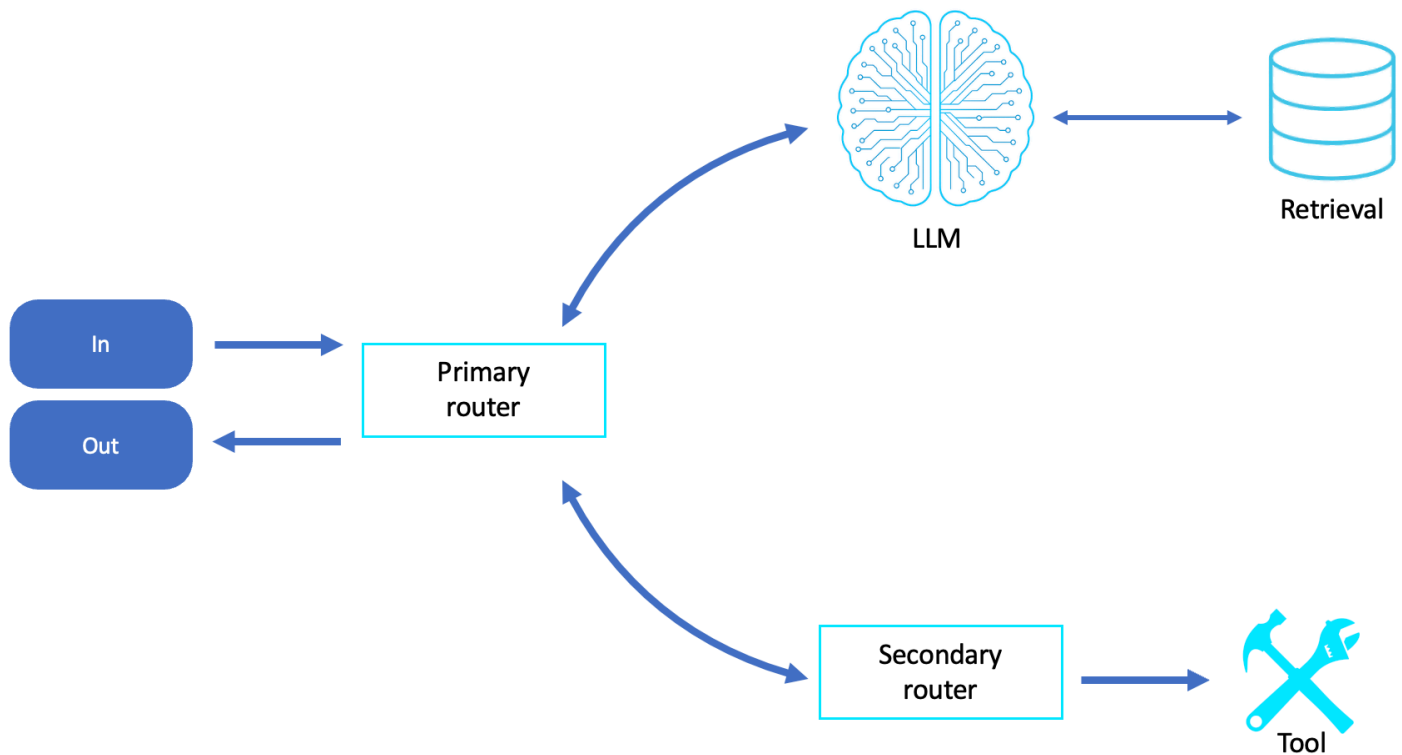 LLM
Retrieval
In
Primary
router
Out
Secondary
router
Tool